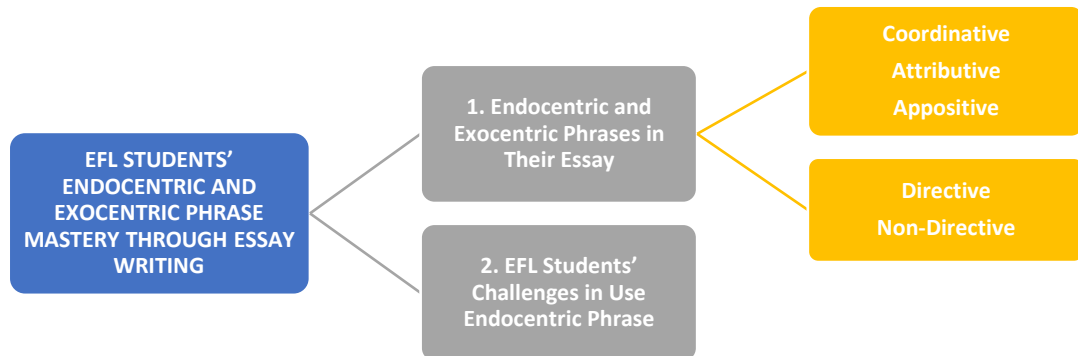 EFL STUDENTS’
ENDOCENTRIC AND
EXOCENTRIC PHRASE
MASTERY THROUGH ESSAY
WRITING
1. Endocentric and
Exocentric Phrases in
Their Essay
Coordinative
Attributive
Appositive
Directive
Non-Directive
2. EFL Students’
Challenges in Use
Endocentric Phrase